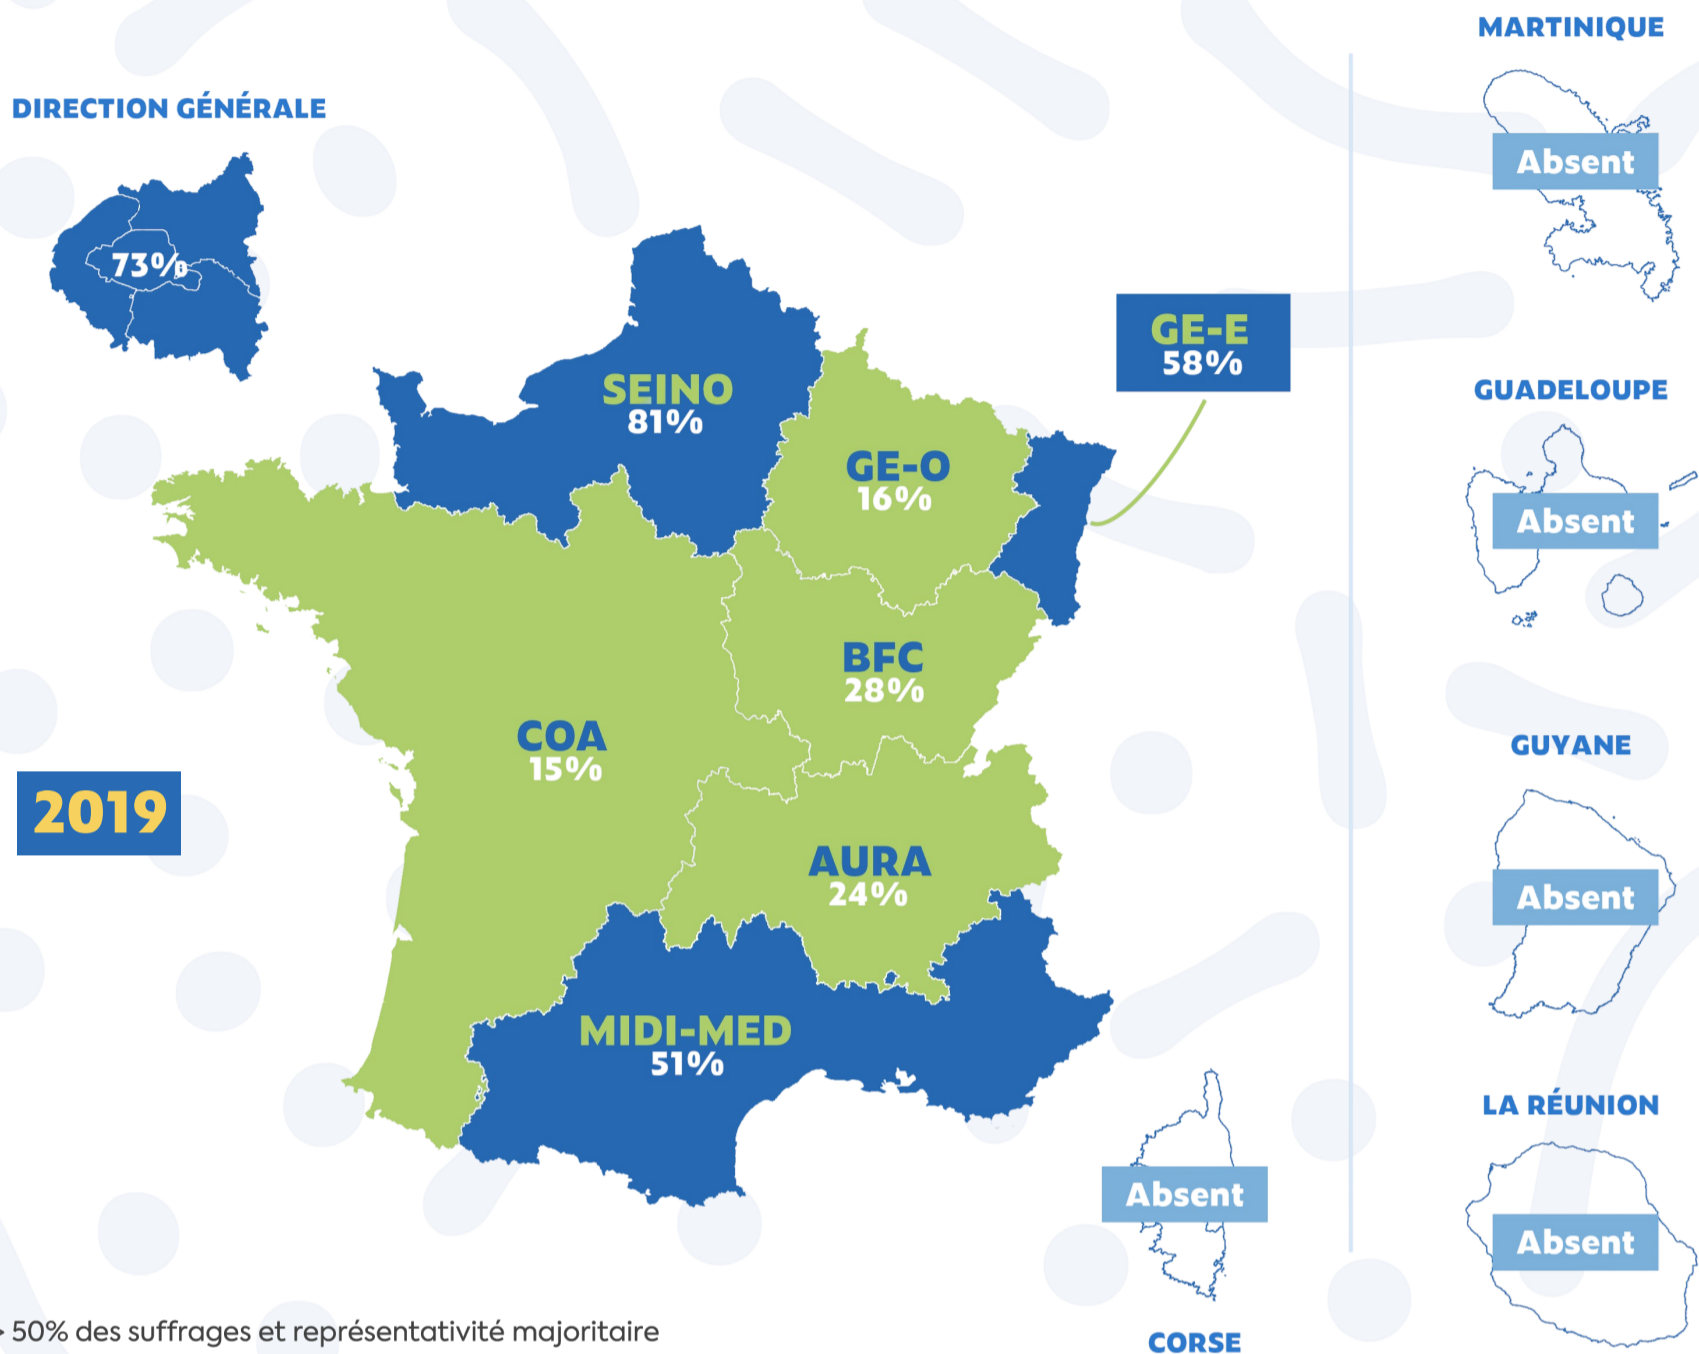 DIRECTION GÉNÉRALE
73%
SEINO
81%
GE-E
58%
GE-O
16%
BFC
28%
COA
15%
2019
AURA
24%
MIDI-MED
51%
Absent
CORSE
MARTINIQUE
Absent
GUADELOUPE
Absent
GUYANE
Absent
LA RÉUNION
Absent
50% des suffrages et représentativité majoritaire